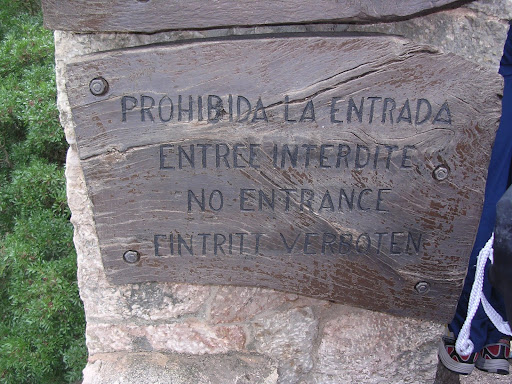 PROHIBIDA LA ENTRADA
ENTREE INTERDITE
NO-ENTRANCE
EINTRITT VERBOTEN